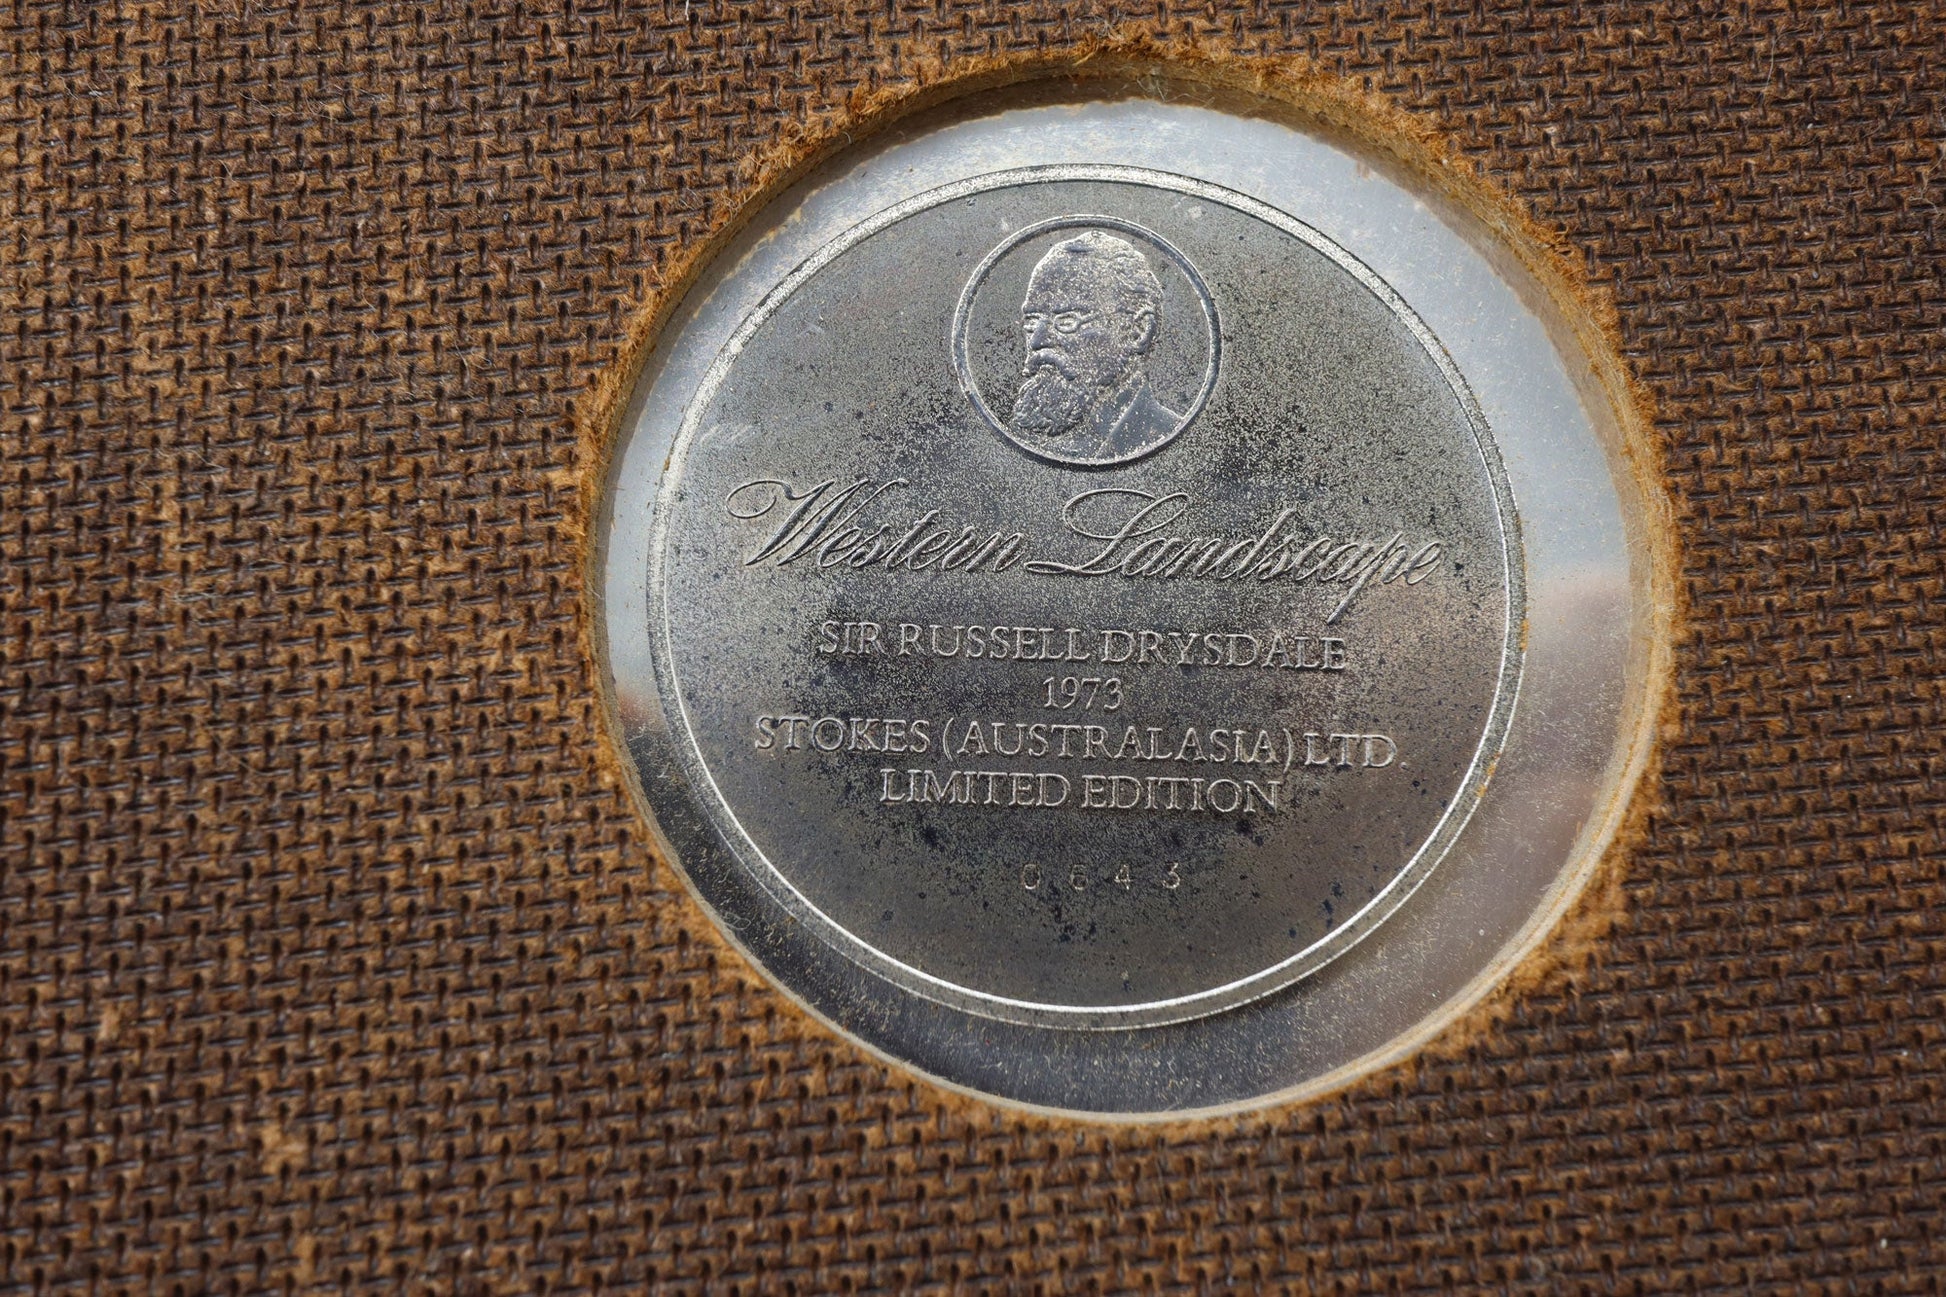 Western Landscape
SIR RUSSELL DRYSDALE
1973
STOKES (AUSTRALASIA) LTD.
LIMITED EDITION
0643